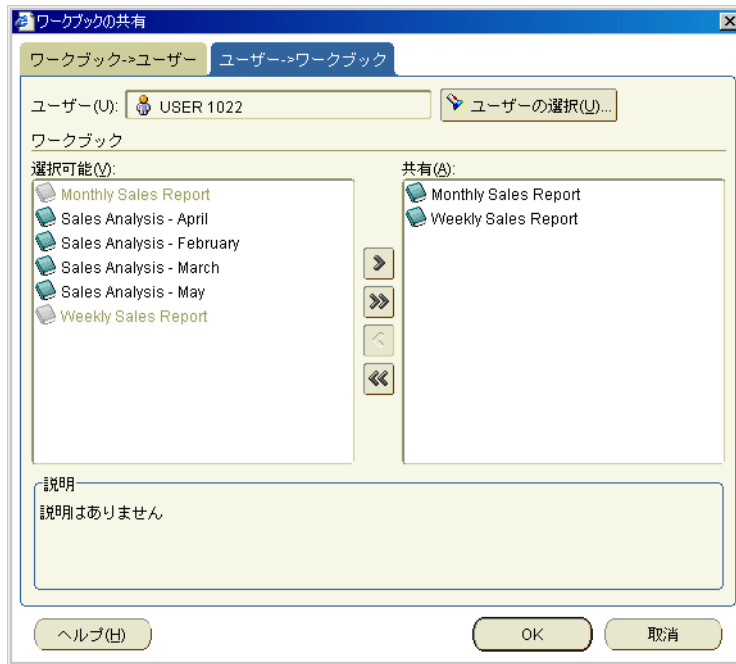 ワークブックの共有
ワークブック->ユーザー ユーザー->ワークブック
ユーザー(U): USER 1022 ユーザーの選択(U)...
ワークブック
選択可能(V):
Monthly Sales Report
Sales Analysis - April
Sales Analysis - February
Sales Analysis - March
Sales Analysis - May
Weekly Sales Report
共有(A):
Monthly Sales Report
Weekly Sales Report
説明
説明はありません
ヘルプ(H) OK 取消